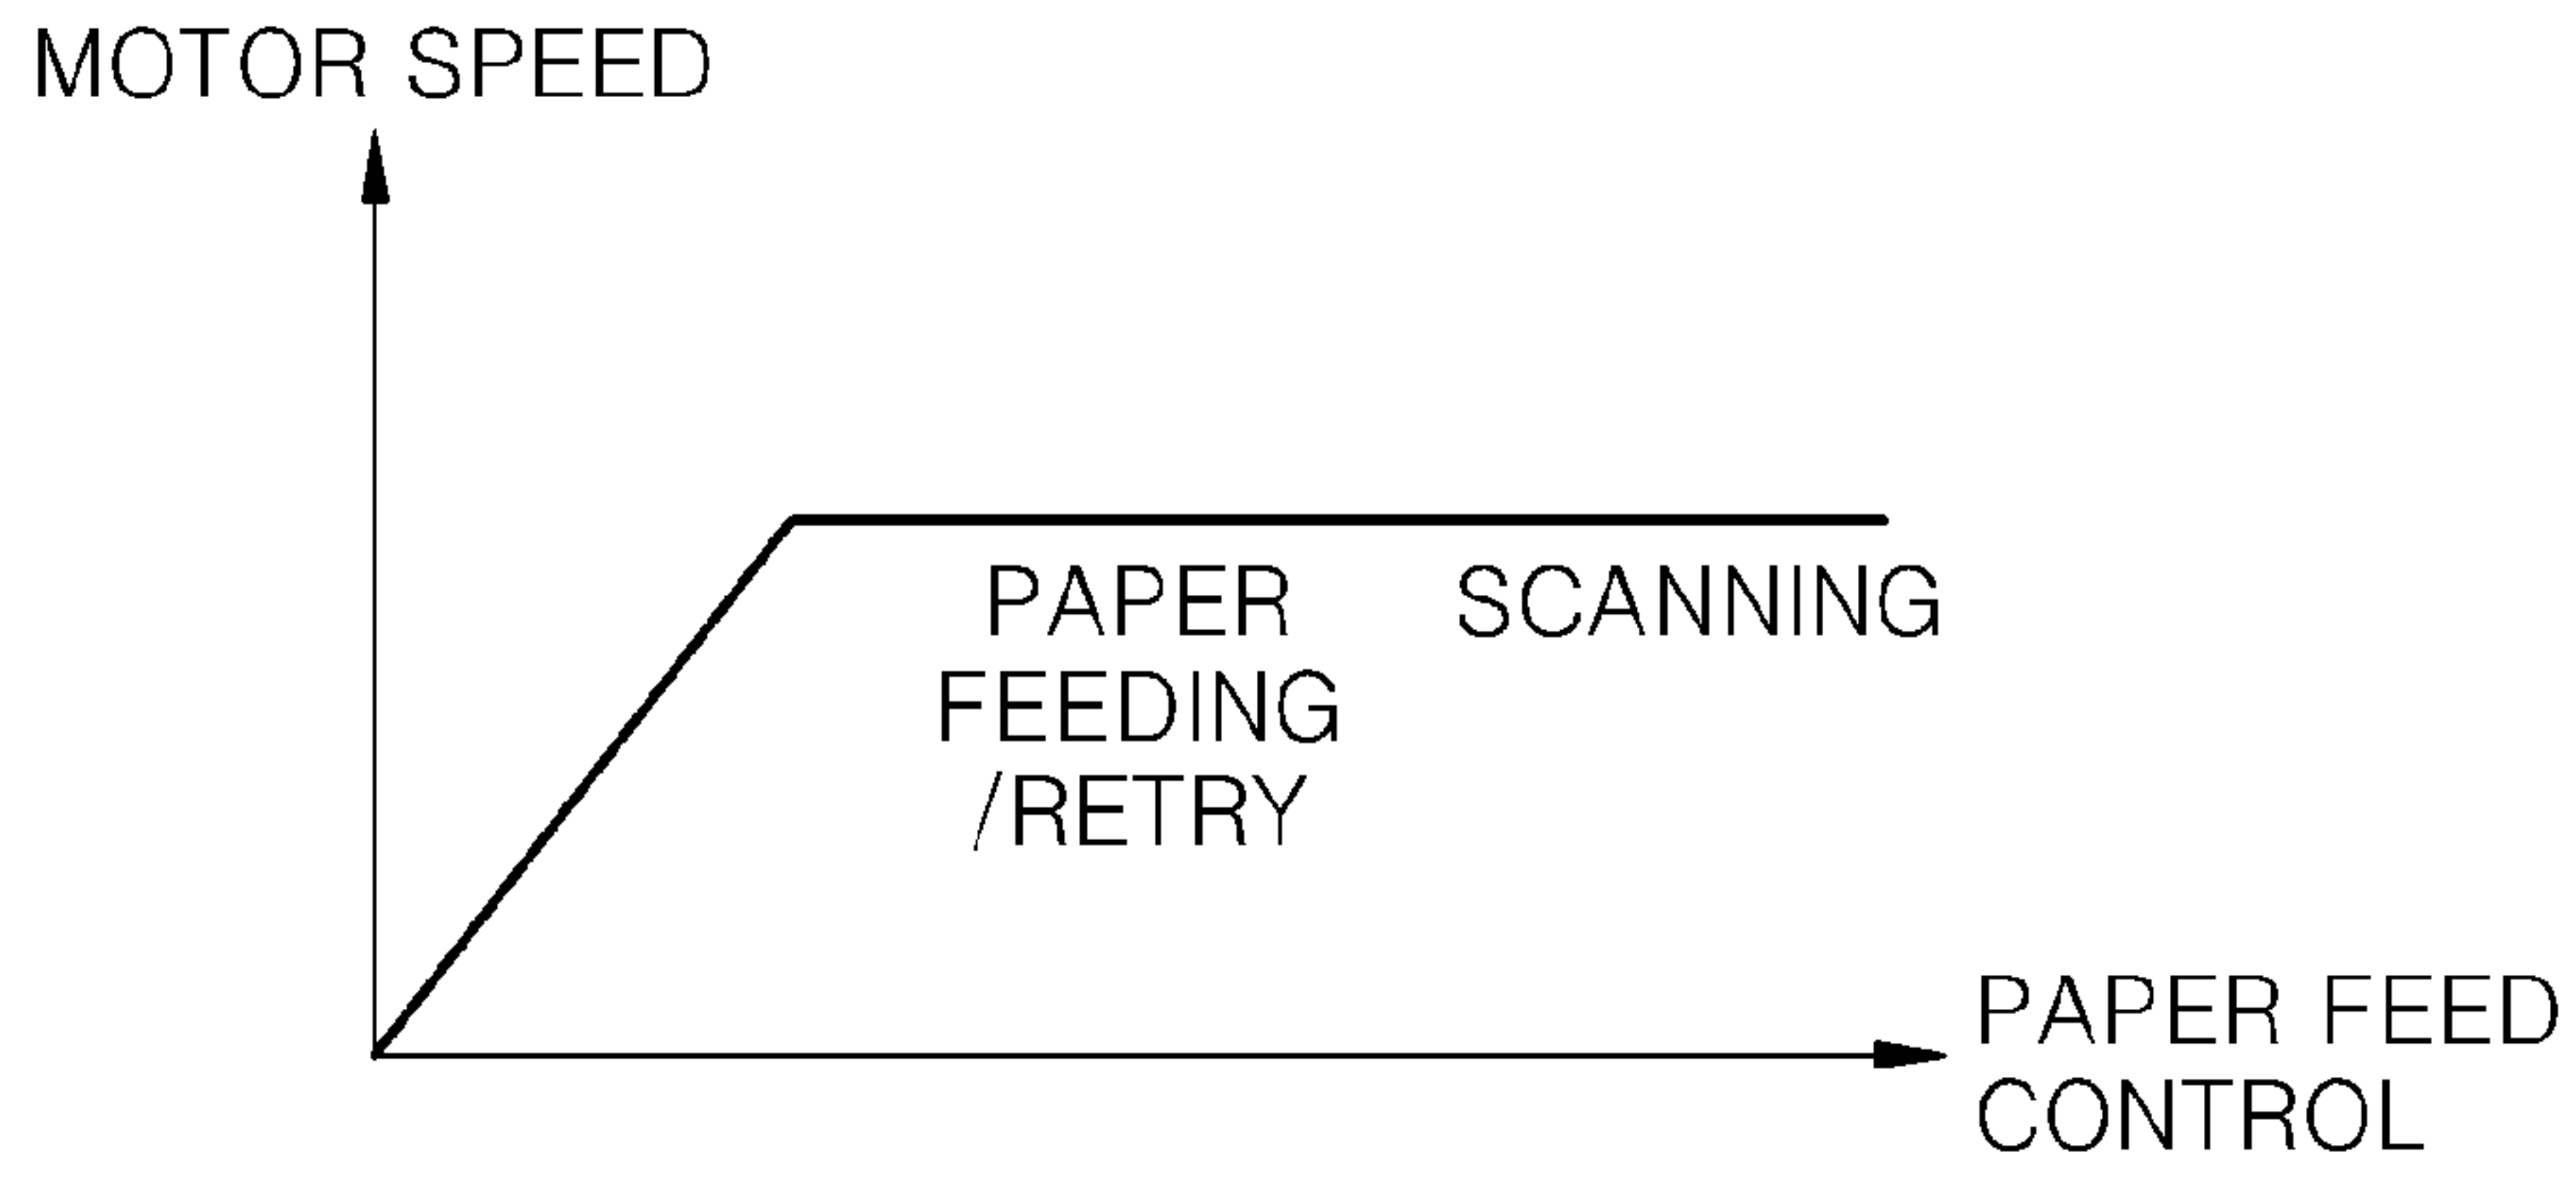 MOTOR SPEED
PAPER
FEEDING
/RETRY
SCANNING
PAPER FEED
CONTROL